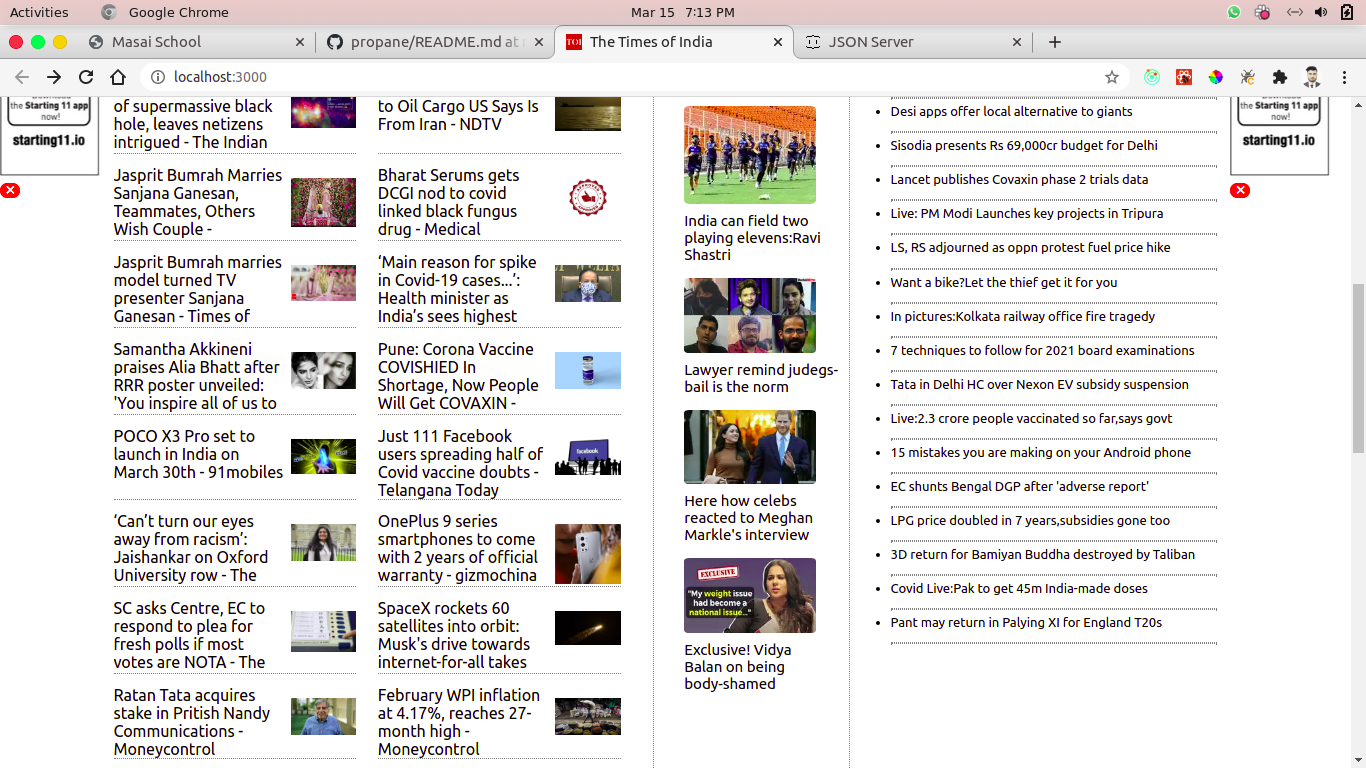 Activities
Google Chrome
Mar 15 7:13 PM
Masai School
propane/README.md at
The Times of India
JSON Server
localhost:3000
the Starting 11 app
now!
starting11.io
of supermassive black
hole, leaves netizens
intrigued - The Indian
Jasprit Bumrah Marries
Sanjana Ganesan,
Teammates, Others
Wish Couple -
Jasprit Bumrah marries
model turned TV
presenter Sanjana
Ganesan - Times of
Samantha Akkineni
praises Alia Bhatt after
RRR poster unveiled:
'You inspire all of us to
POCO X3 Pro set to
launch in India on
March 30th - 91mobiles
‘Can’t turn our eyes
away from racism’:
Jaishankar on Oxford
University row - The
SC asks Centre, EC to
respond to plea for
fresh polls if most
votes are NOTA - The
Ratan Tata acquires
stake in Pritish Nandy
Communications -
Moneycontrol
to Oil Cargo US Says Is
From Iran - NDTV
Bharat Serums gets
DCGI nod to covid
linked black fungus
drug - Medical
‘Main reason for spike
in Covid-19 cases...’:
Health minister as
India’s sees highest
Pune: Corona Vaccine
COVISHIED In
Shortage, Now People
Will Get COVAXIN -
Just 111 Facebook
users spreading half of
Covid vaccine doubts -
Telangana Today
facebook
OnePlus 9 series
smartphones to come
with 2 years of official
warranty - gizmochina
SpaceX rockets 60
satellites into orbit:
Musk's drive towards
internet-for-all takes
February WPI inflation
at 4.17%, reaches 27-
month high -
Moneycontrol
India can field two
playing elevens:Ravi
Shastri
Lawyer remind judegs-
bail is the norm
Here how celebs
reacted to Meghan
Markle's interview
EXCLUSIVE
"My weight issue
had become a
national issue..."
Exclusive! Vidya
Balan on being
body-shamed
Desi apps offer local alternative to giants
Sisodia presents Rs 69,000cr budget for Delhi
Lancet publishes Covaxin phase 2 trials data
Live: PM Modi Launches key projects in Tripura
LS, RS adjourned as oppn protest fuel price hike
Want a bike?Let the thief get it for you
In pictures:Kolkata railway office fire tragedy
7 techniques to follow for 2021 board examinations
Tata in Delhi HC over Nexon EV subsidy suspension
Live:2.3 crore people vaccinated so far,says govt
15 mistakes you are making on your Android phone
EC shunts Bengal DGP after 'adverse report'
LPG price doubled in 7 years,subsidies gone too
3D return for Bamiyan Buddha destroyed by Taliban
Covid Live:Pak to get 45m India-made doses
Pant may return in Palying XI for England T20s
the Starting 11 app
now!
starting11.io